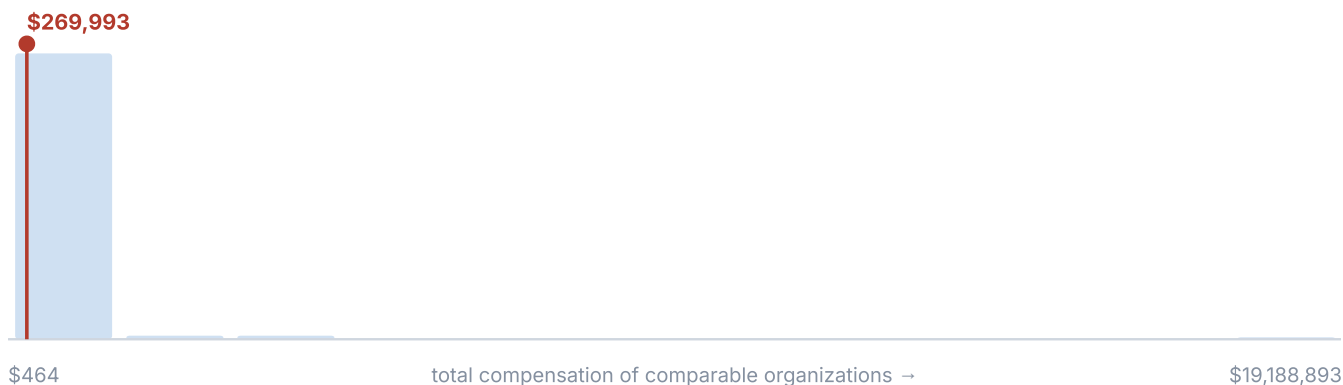 $269,993
$464 total compensation of comparable organizations → $19,188,893